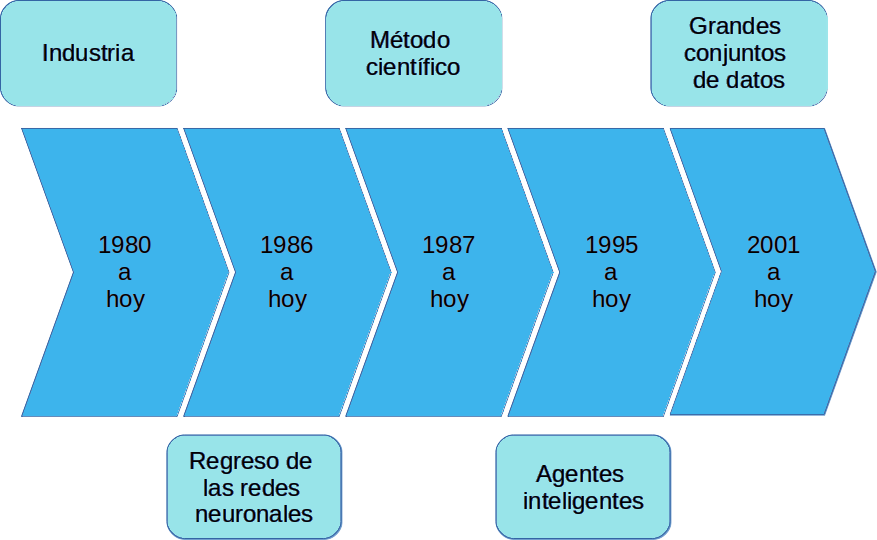 Industria
Método
científico
Grandes
conjuntos
de datos
1980
a
hoy
1986
a
hoy
1987
a
hoy
1995
a
hoy
2001
a
hoy
Regreso de
las redes
neuronales
Agentes
inteligentes